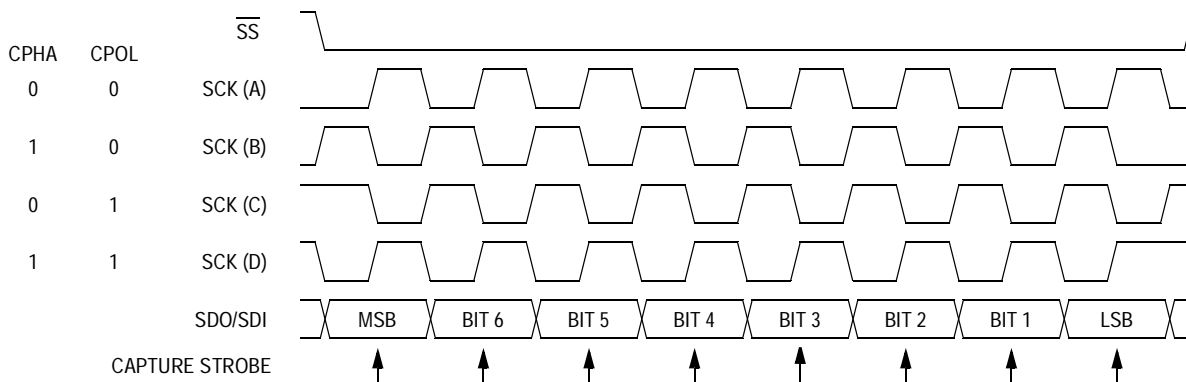 SS
CPHA CPOL
0 0 SCK (A)
1 0 SCK (B)
0 1 SCK (C)
1 1 SCK (D)
SDO/SDI MSB BIT 6 BIT 5 BIT 4 BIT 3 BIT 2 BIT 1 LSB
CAPTURE STROBE